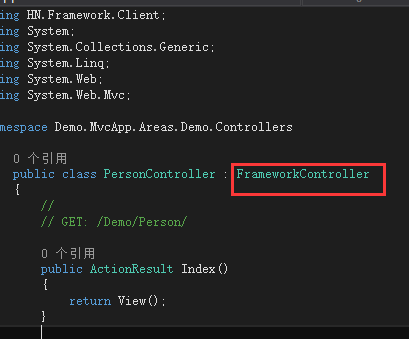 ing HN.Framework.Client;
ing System;
ing System.Collections.Generic;
ing System.Linq;
ing System.Web;
ing System.Web.Mvc;
mespace Demo.MvcApp.Areas.Demo.Controllers
0 个引用
public class PersonController : FrameworkController
{
//
// GET: /Demo/Person/
0 个引用
public ActionResult Index()
{
return View();
}